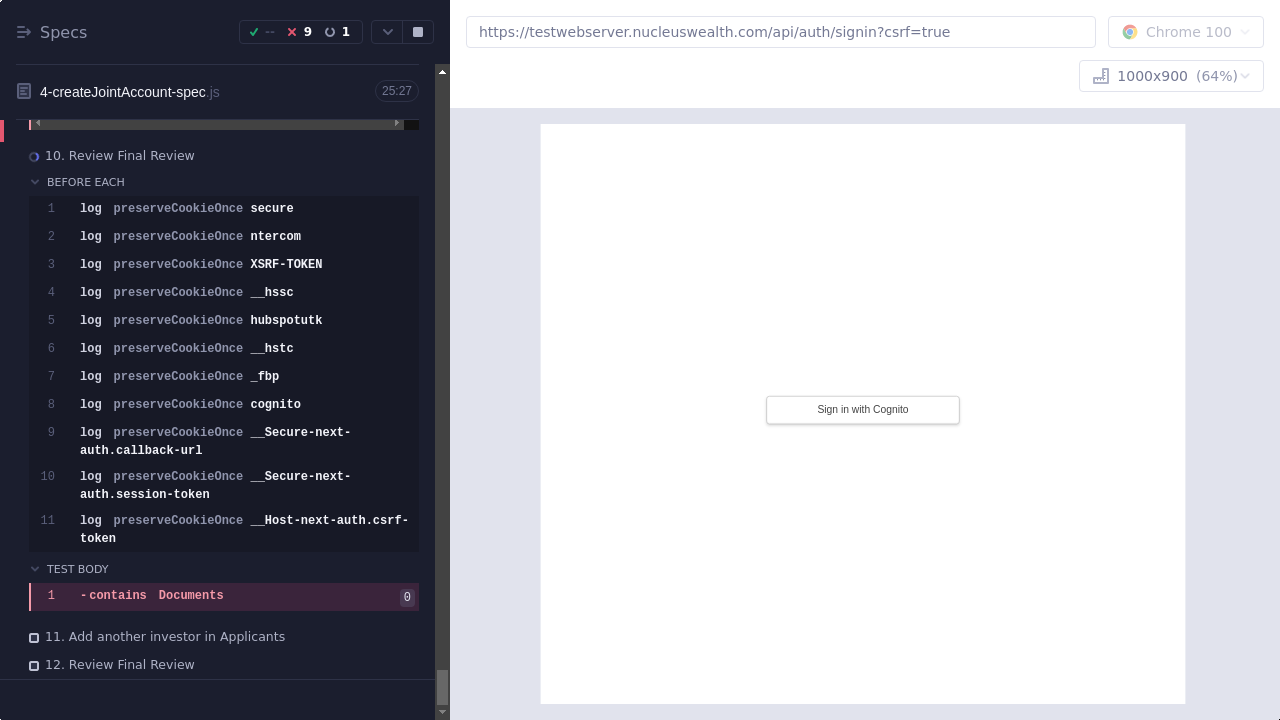 Specs
-- 9 1
https://testwebserver.nucleuswealth.com/api/auth/signin?csrf=true
Chrome 100
1000x900 (64%)
4-createJointAccount-spec.js
25:27
10. Review Final Review
BEFORE EACH
1 log preserveCookieOnce secure
2 log preserveCookieOnce ntercom
3 log preserveCookieOnce XSRF-TOKEN
4 log preserveCookieOnce __hssc
5 log preserveCookieOnce hubspotutk
6 log preserveCookieOnce __hstc
7 log preserveCookieOnce _fbp
8 log preserveCookieOnce cognito
9 log preserveCookieOnce __Secure-next-
auth.callback-url
10 log preserveCookieOnce __Secure-next-
auth.session-token
11 log preserveCookieOnce __Host-next-auth.csrf-
token
TEST BODY
1 -contains Documents 0
11. Add another investor in Applicants
12. Review Final Review
Sign in with Cognito